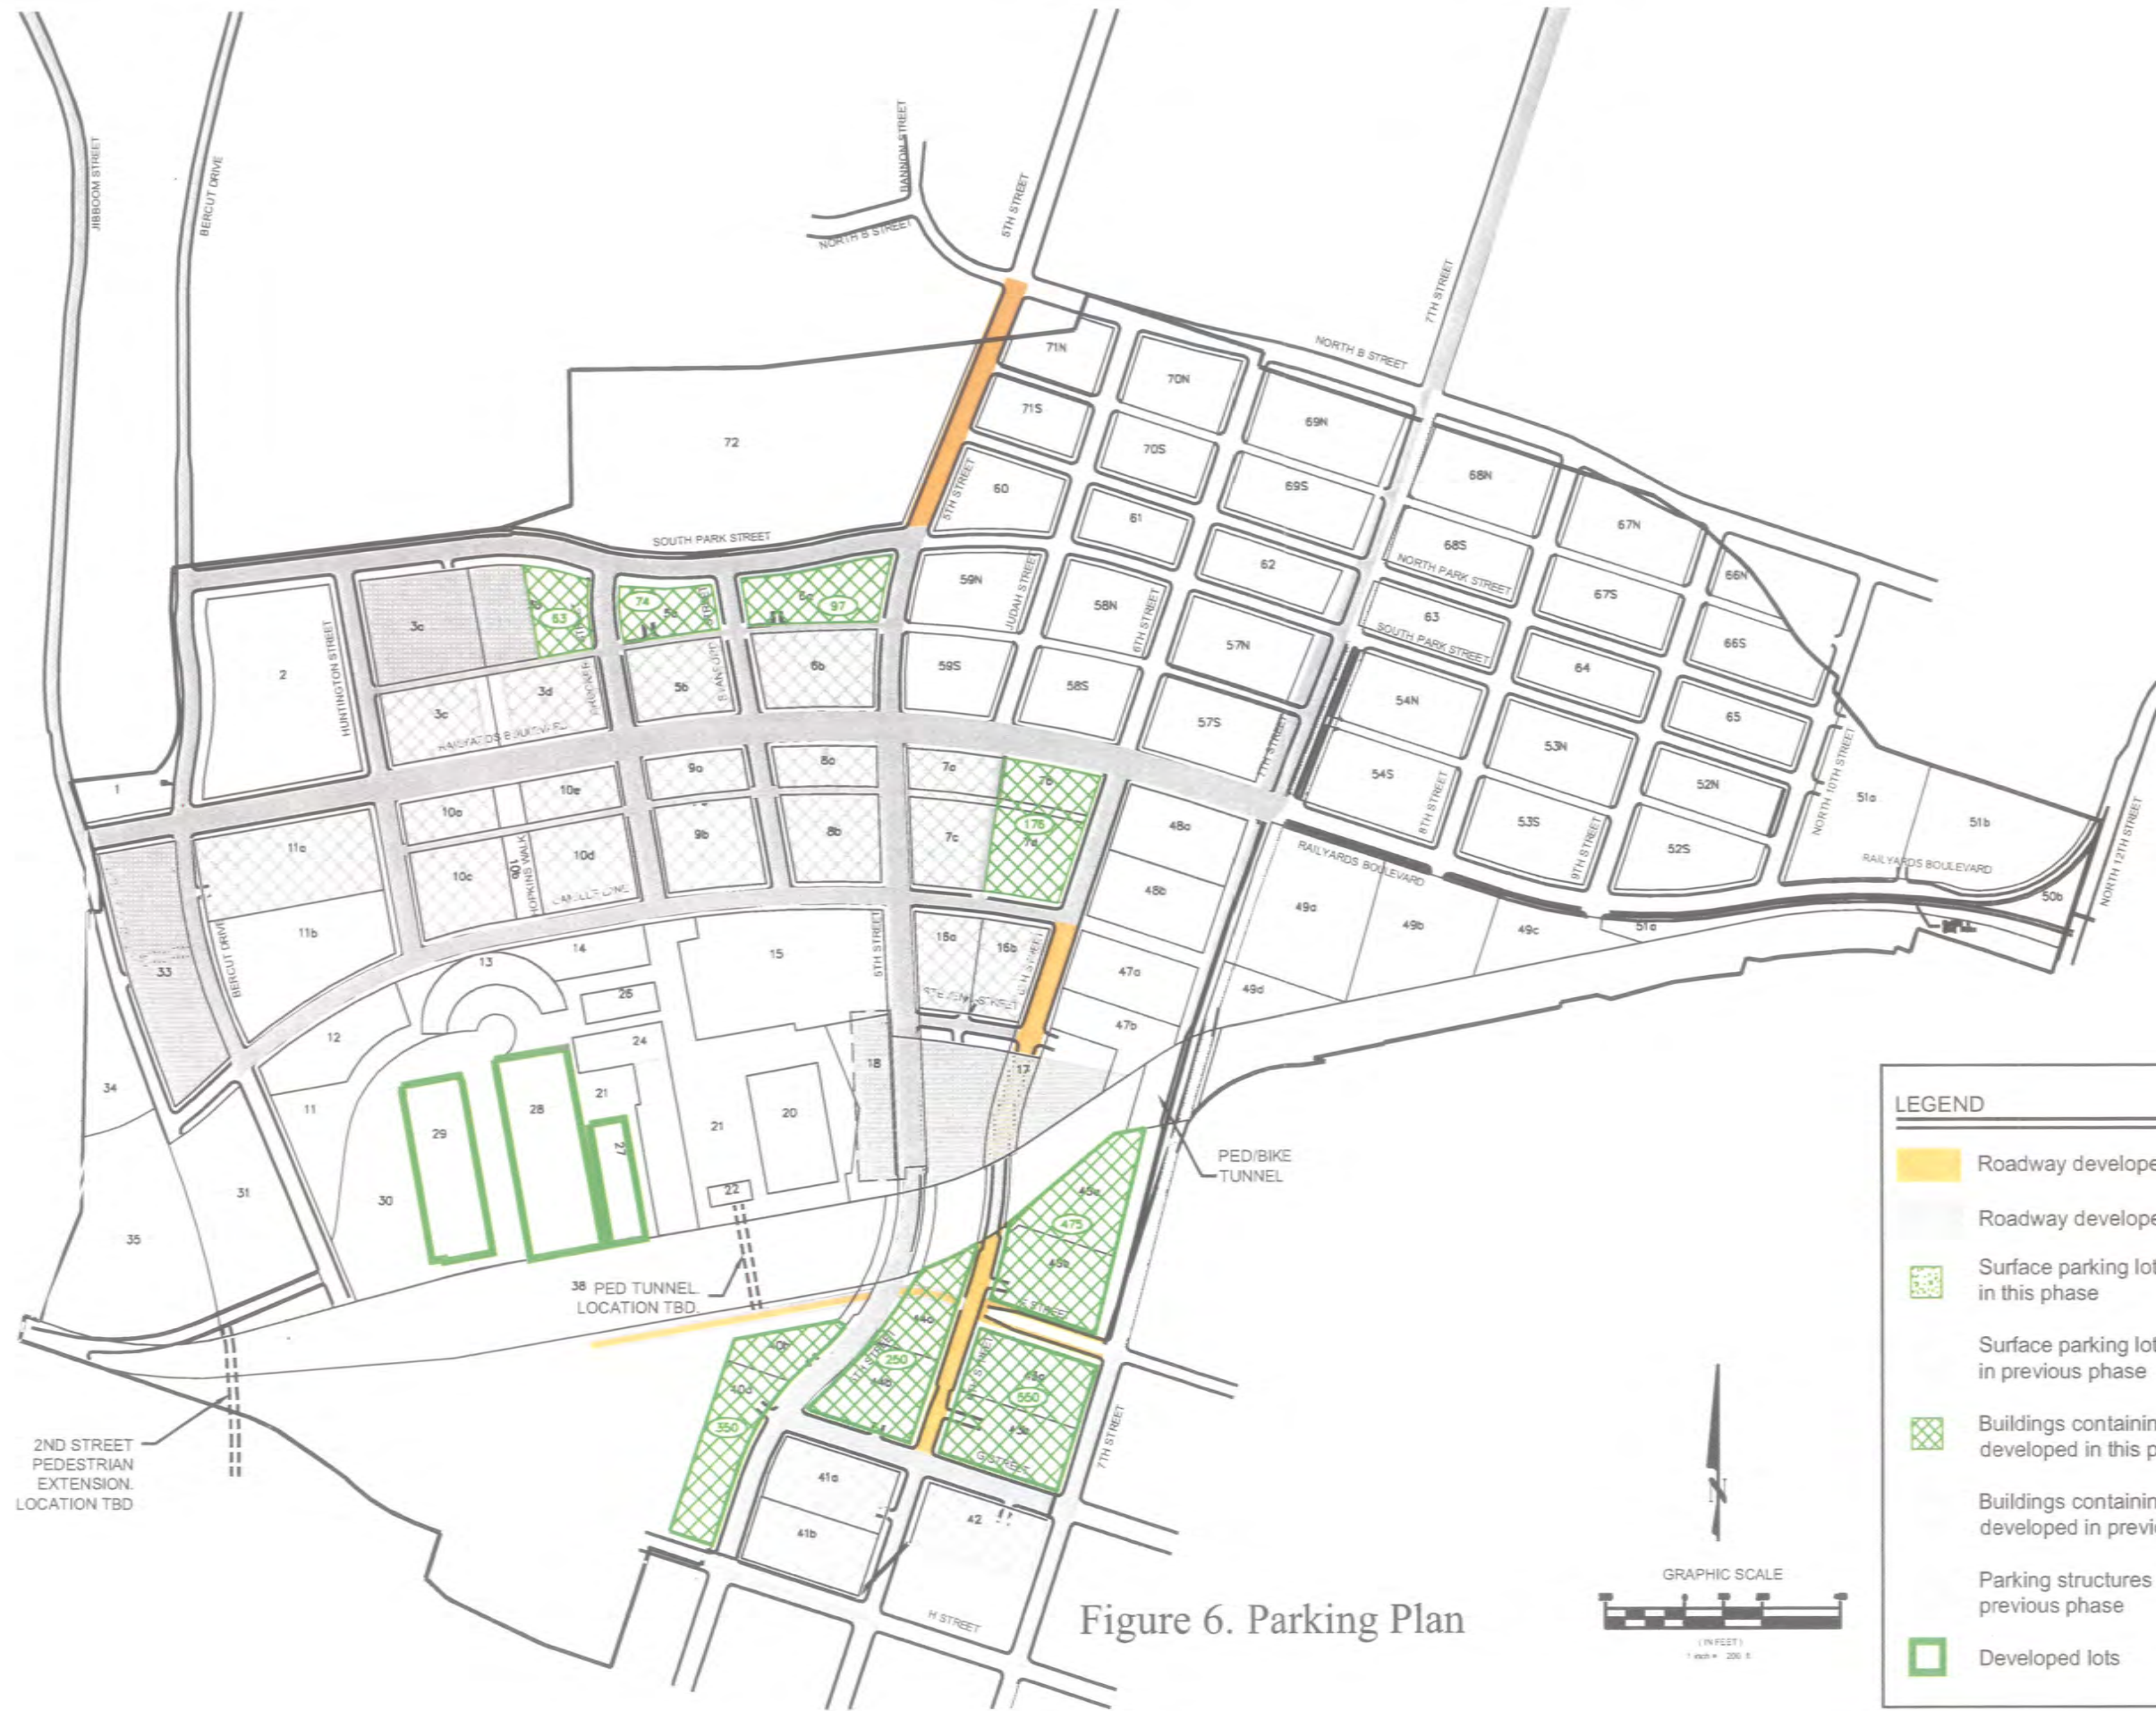 JIBBOOM STREET
BERCUT DRIVE
BANNON STREET
NORTH B STREET
5TH STREET
7TH STREET
NORTH B STREET
71N
70N
69N
71S
70S
72
60
5TH STREET
69S
68N
61
67N
SOUTH PARK STREET
68S
NORTH PARK STREET
62
66N
59N
JUDAH STREET
58N
6TH STREET
67S
63
SOUTH PARK STREET
63
74
97
57N
66S
HUNTINGTON STREET
2
6b
59S
58S
64
5b
3d
3c
RAILYARDS BOULEVARD
54N
65
57S
7TH STREET
53N
54S
8TH STREET
52N
NORTH 10TH STREET
51b
1
10a
10e
9a
8a
7a
7b
176
48a
53S
9TH STREET
52S
RAILYARDS BOULEVARD
RAILYARDS BOULEVARD
NORTH 12TH STREET
50b
11a
10c
HOPKINS WALK
10d
9b
8b
7c
48b
49a
49b
49c
11b
BERCUT DRIVE
33
14
13
15
5TH STREET
16b
47a
49d
47b
26
24
12
18
17
34
11
29
28
21
27
21
20
22
30
31
35
PED/BIKE
TUNNEL
475
38 PED TUNNEL.
LOCATION TBD.
250
550
350
5TH STREET
G STREET
7TH STREET
2ND STREET
PEDESTRIAN
EXTENSION.
LOCATION TBD
41a
41b
42
H STREET
Figure 6. Parking Plan
N
GRAPHIC SCALE
( IN FEET )
LEGEND
Roadway develope
Roadway develope
Surface parking lot
in this phase
Surface parking lot
in previous phase
Buildings containin
developed in this p
Buildings containin
developed in previ
Parking structures
previous phase
Developed lots